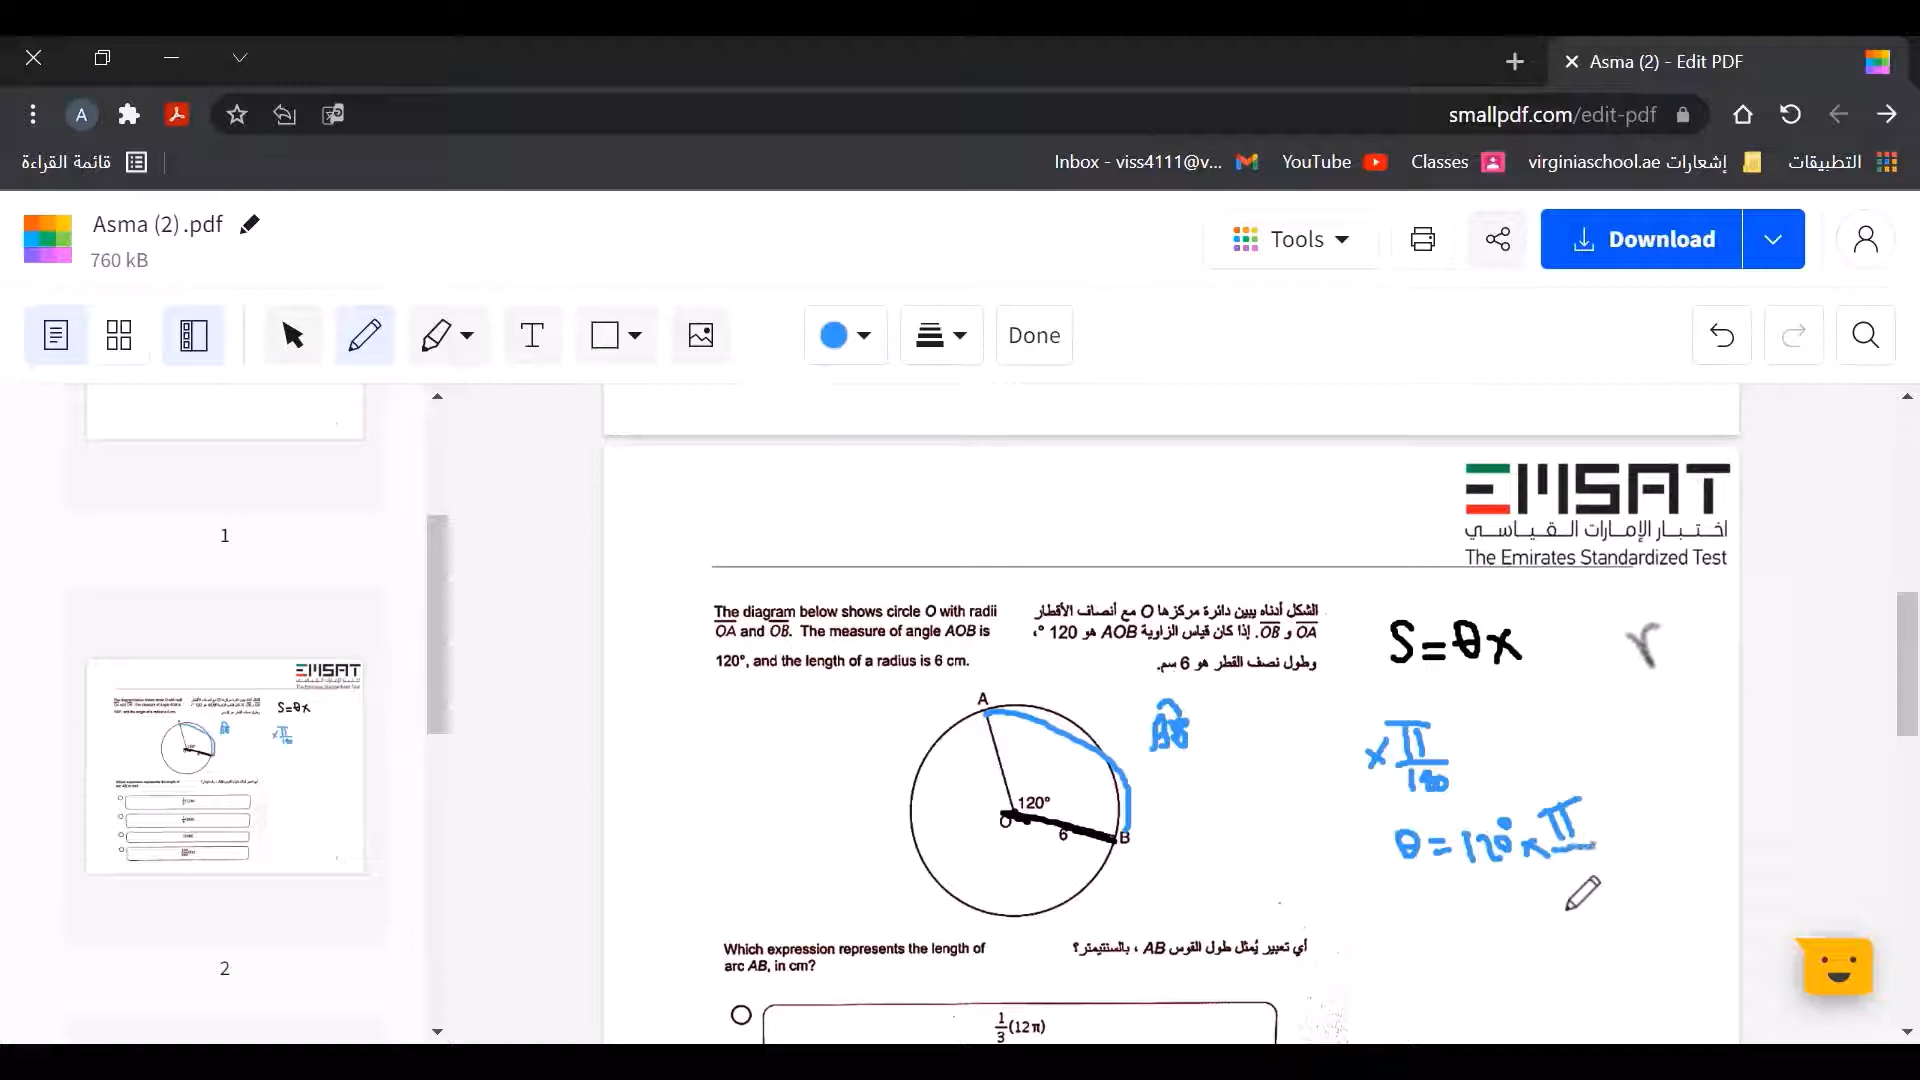 Asma (2) - Edit PDF
A
smallpdf.com/edit-pdf
قائمة القراءة
Inbox - viss4111@v...
YouTube
Classes
virginiaschool.ae إشعارات
التطبيقات
Asma (2) .pdf
760 kB
Tools
Download
T
Done
1
2
EMSAT
اختبار الإمارات القياسي
The Emirates Standardized Test
The diagram below shows circle O with radii
OA and OB. The measure of angle AOB is
120°, and the length of a radius is 6 cm.
الشكل أدناه يبين دائرة مركزها O مع أنصاف الأقطار
OA و OB. إذا كان قياس الزاوية AOB هو 120 °،
وطول نصف القطر هو 6 سم.
S=θx
r
A
AB
120°
O
6
B
x π/180
θ = 120° x π
Which expression represents the length of
arc AB, in cm?
أي تعبير يُمثل طول القوس AB ، بالسنتيمتر؟
1/3 (12π)